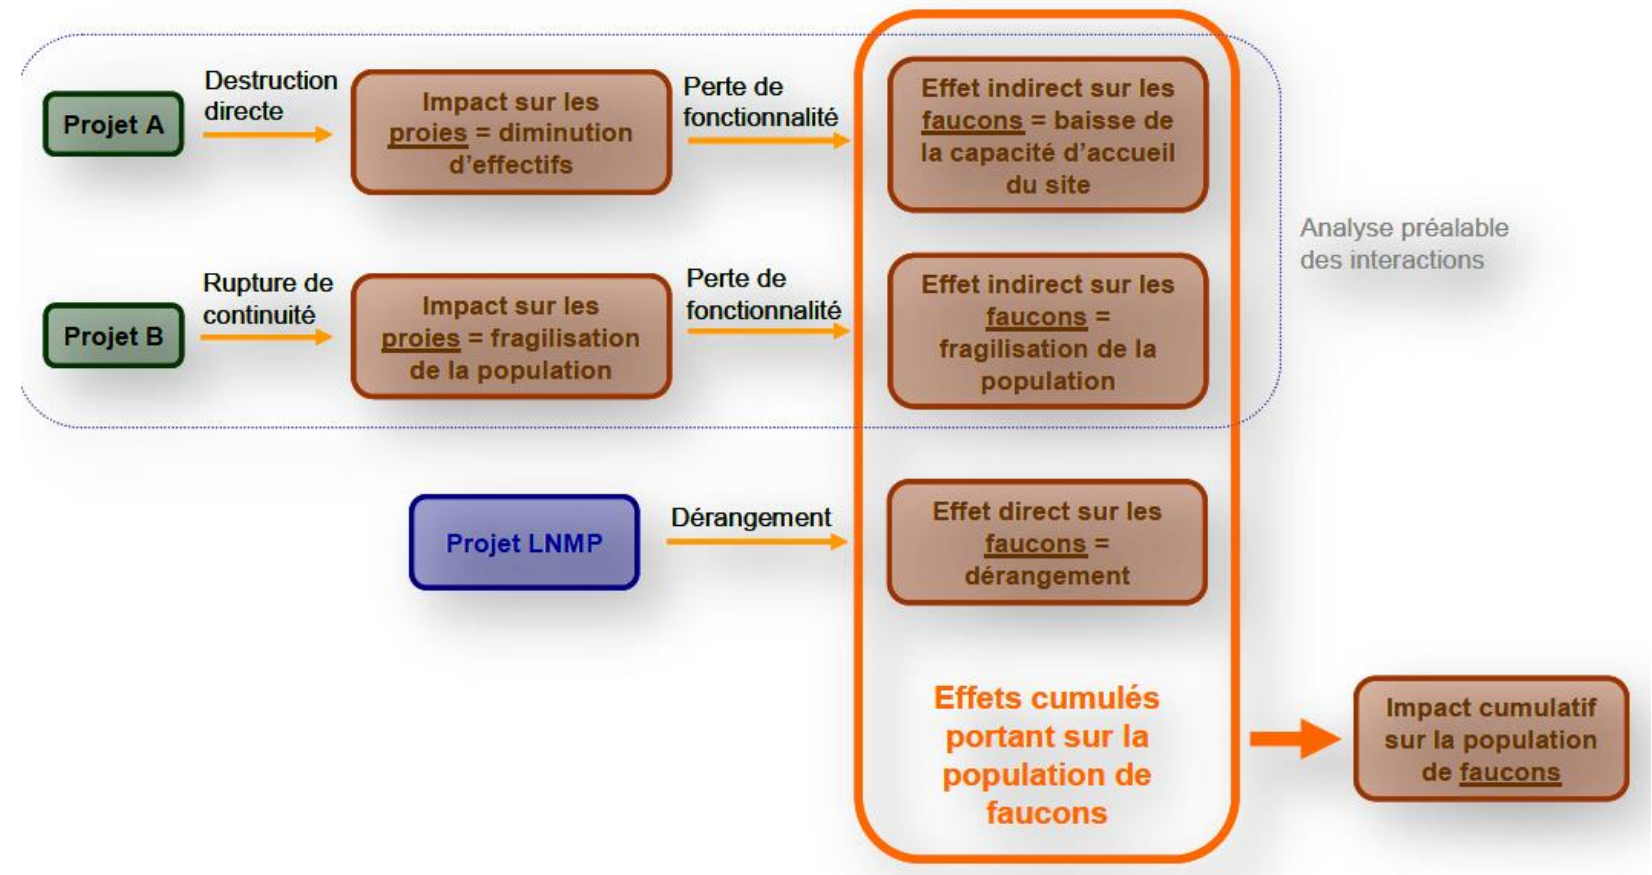 Projet A
Destruction
directe
Impact sur les
proies = diminution
d'effectifs
Perte de
fonctionnalité
Effet indirect sur les
faucons = baisse de
la capacité d'accueil
du site
Analyse préalable
des interactions
Projet B
Rupture de
continuité
Impact sur les
proies = fragilisation
de la population
Perte de
fonctionnalité
Effet indirect sur les
faucons =
fragilisation de la
population
Projet LNMP
Dérangement
Effet direct sur les
faucons =
dérangement
Effets cumulés
portant sur la
population de
faucons
Impact cumulatif
sur la population
de faucons